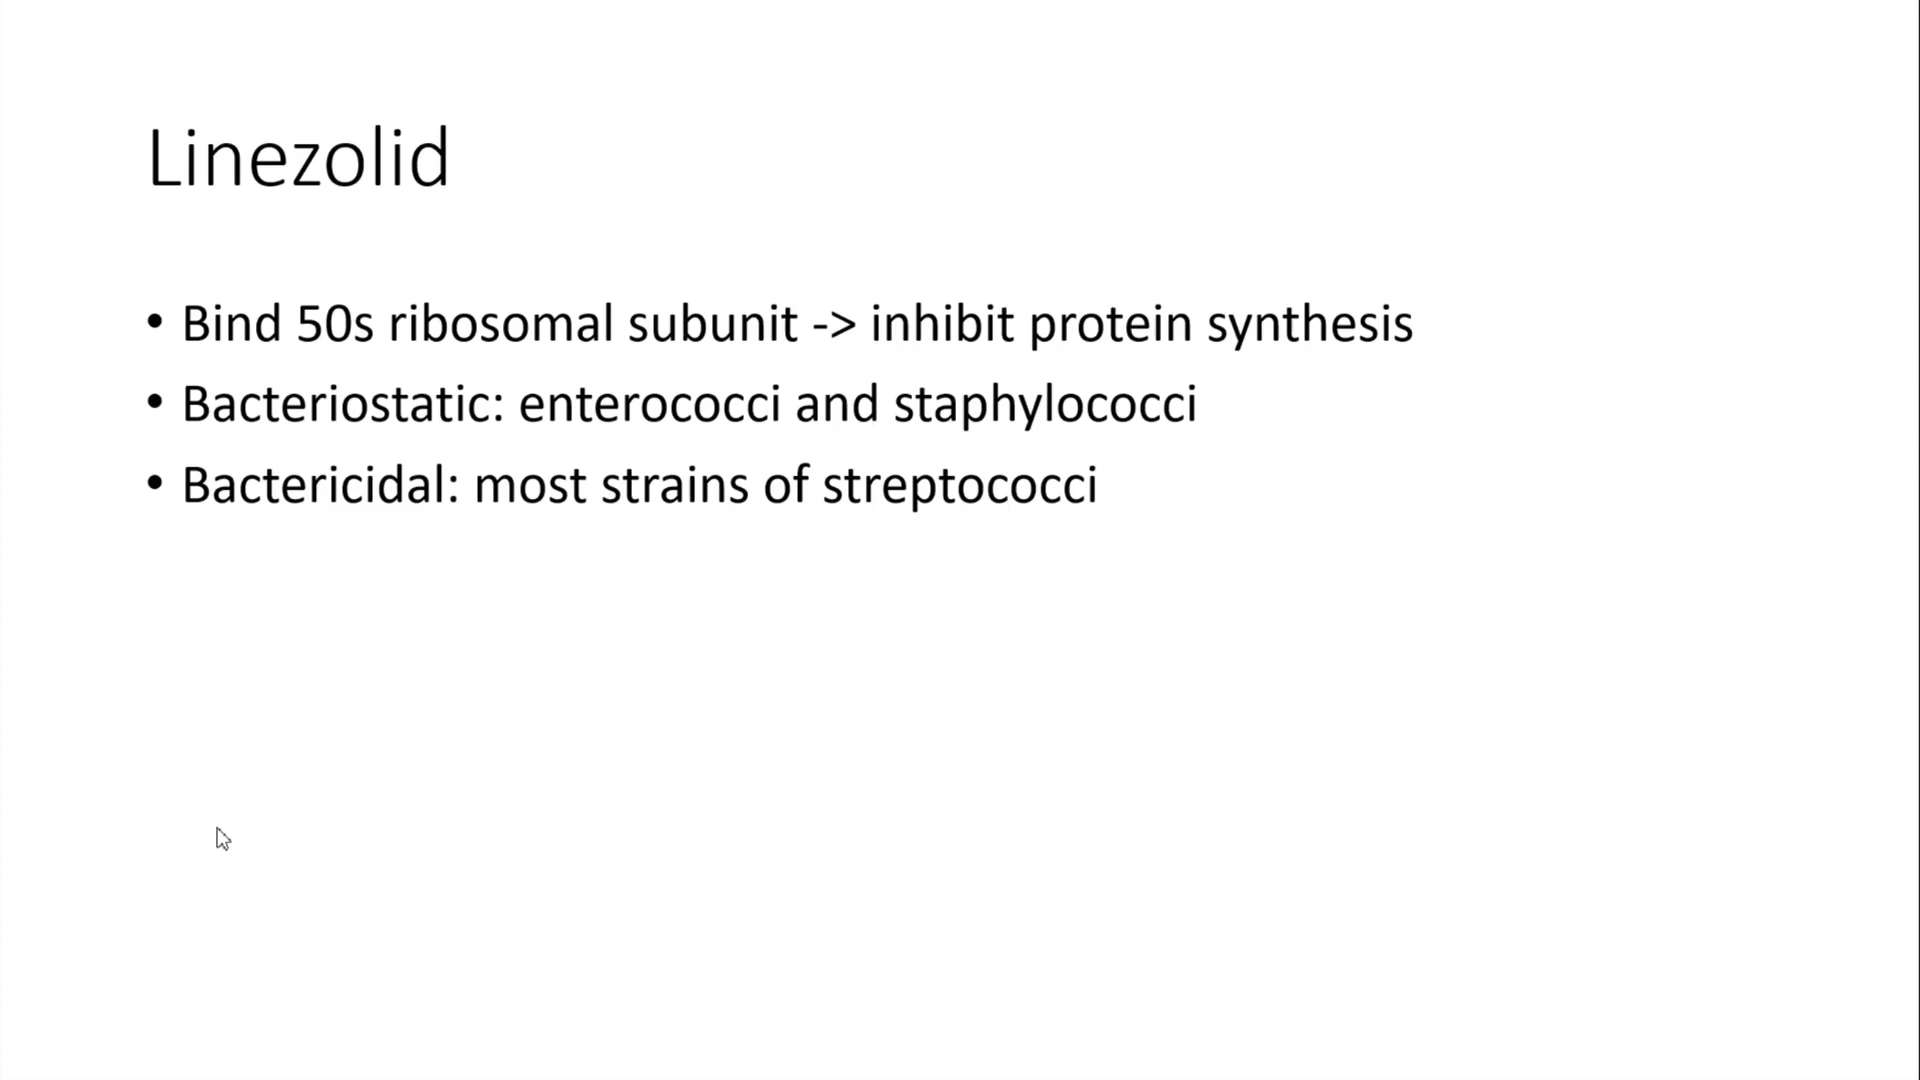 Linezolid
• Bind 50s ribosomal subunit -> inhibit protein synthesis
• Bacteriostatic: enterococci and staphylococci
• Bactericidal: most strains of streptococci